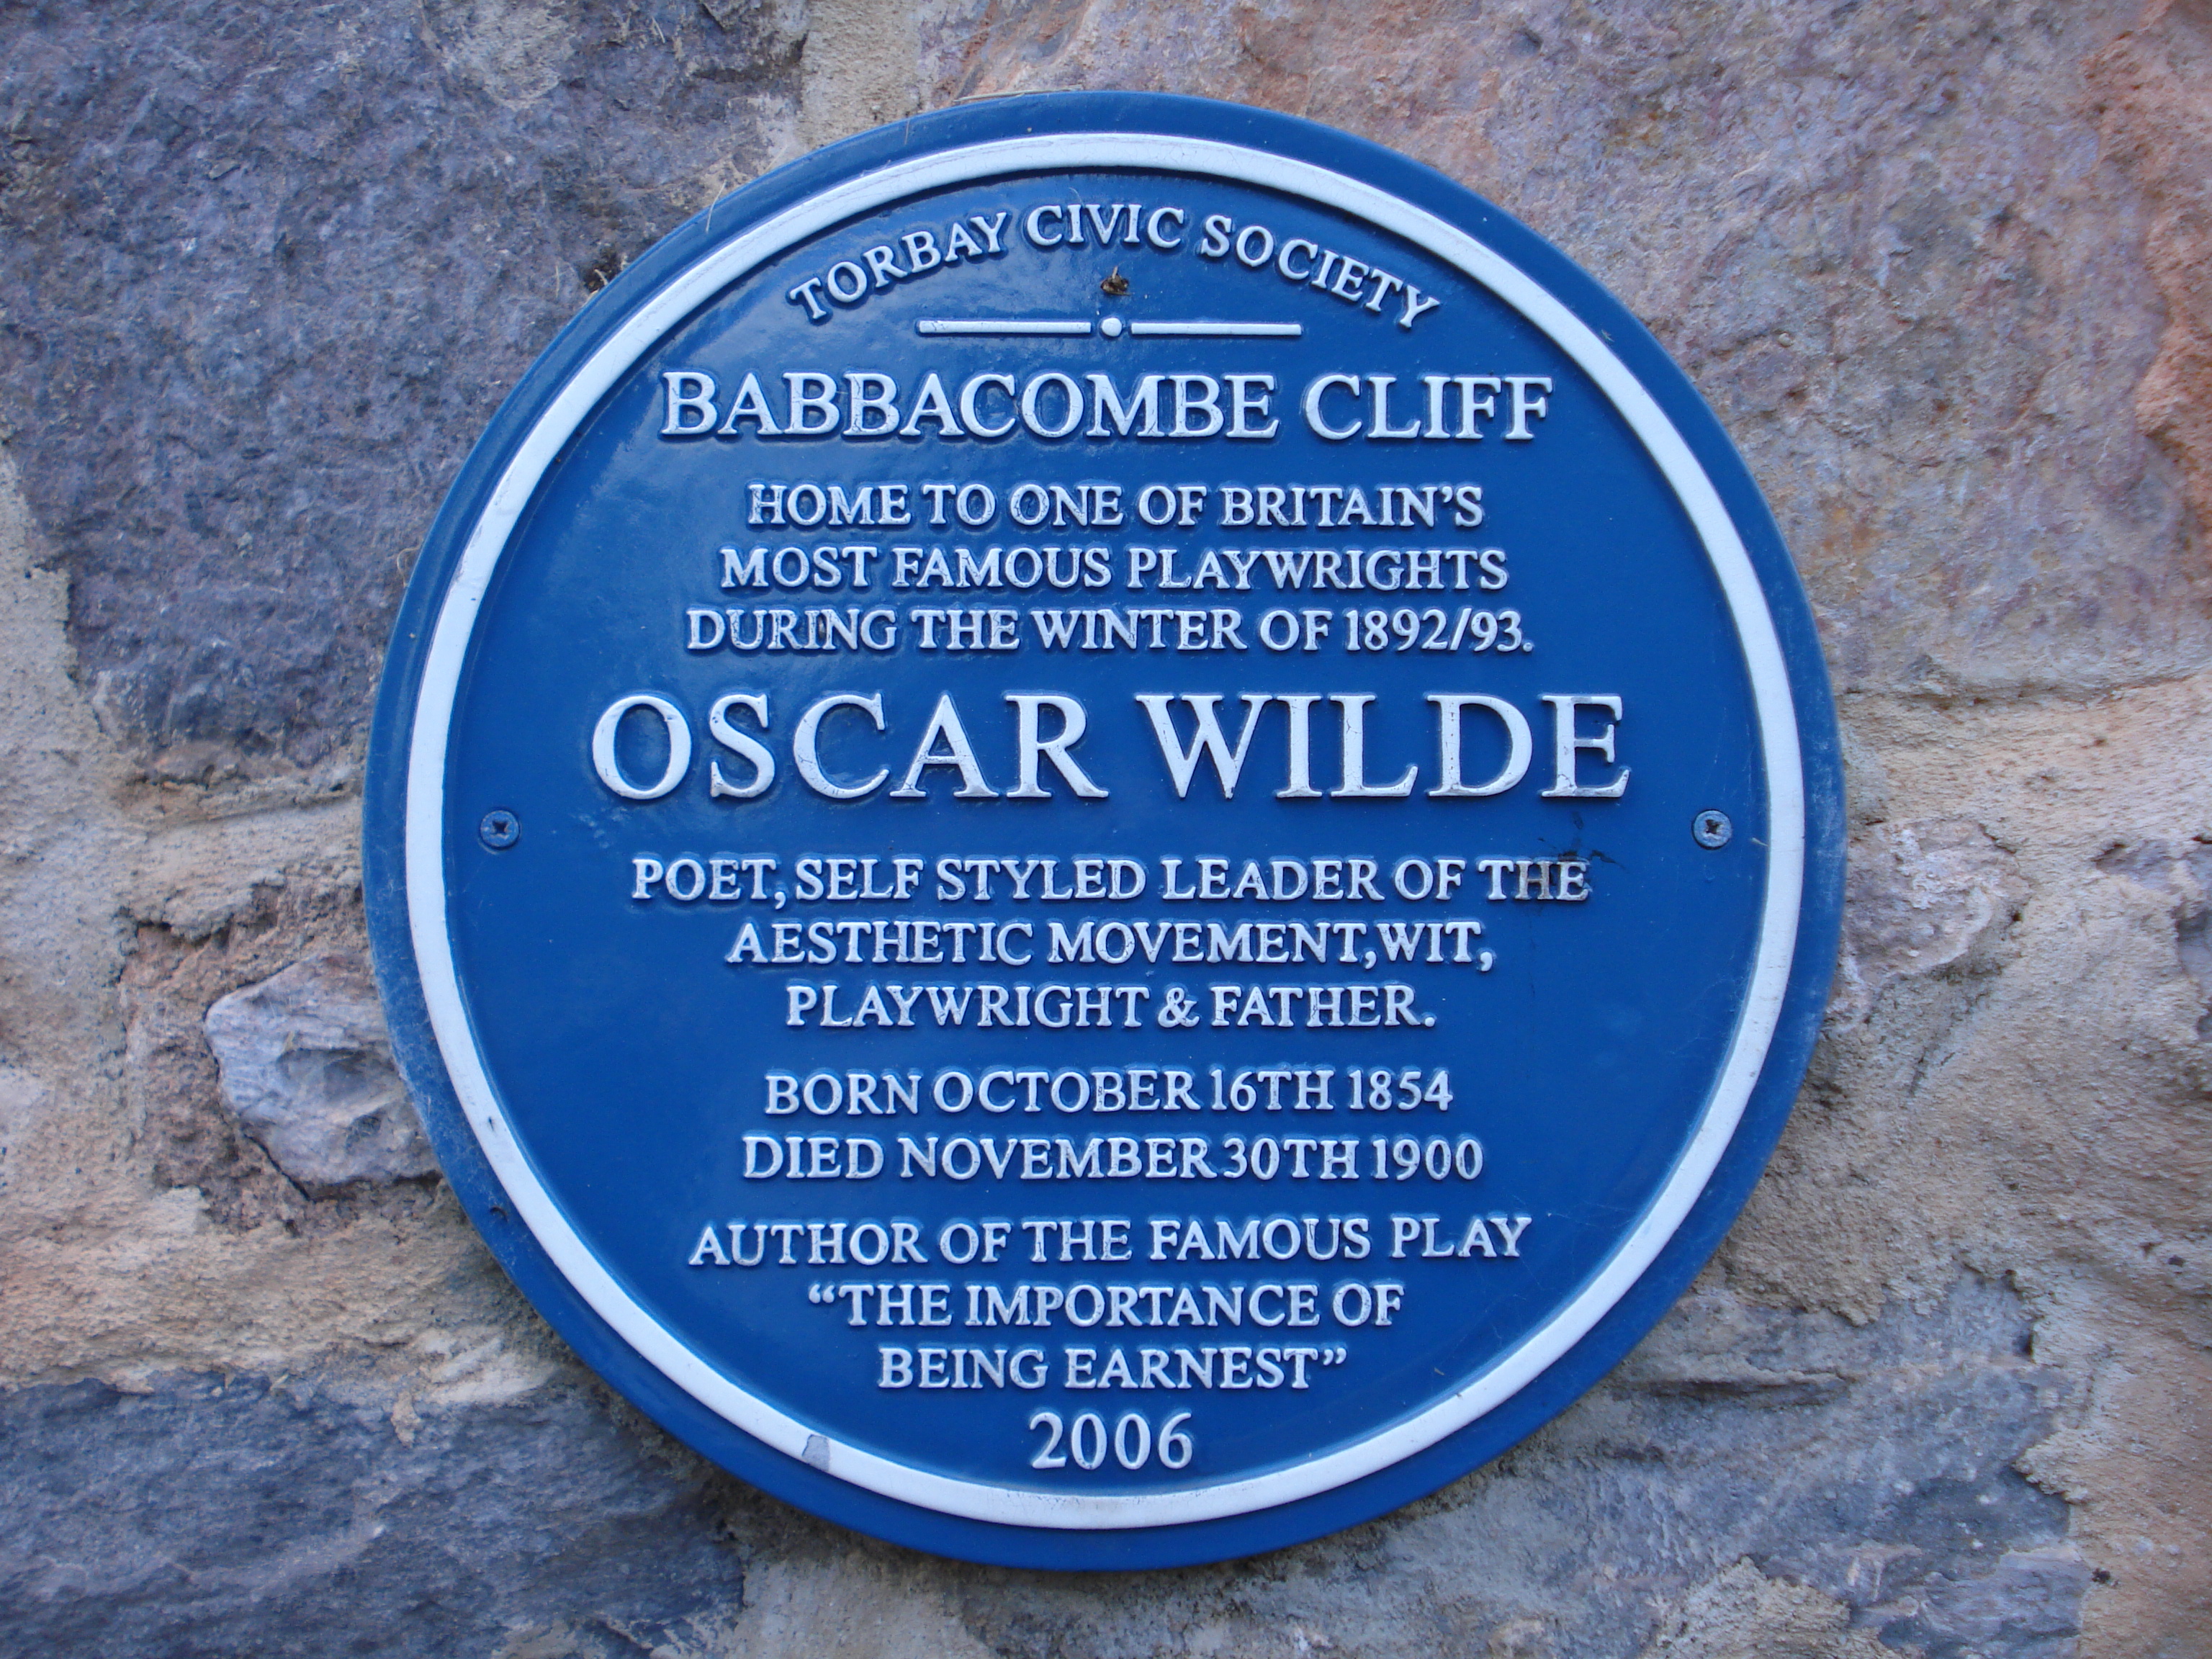 TORBAY CIVIC SOCIETY
BABBACOMBE CLIFF
HOME TO ONE OF BRITAIN'S
MOST FAMOUS PLAYWRIGHTS
DURING THE WINTER OF 1892/93.
OSCAR WILDE
POET, SELF STYLED LEADER OF THE
AESTHETIC MOVEMENT, WIT,
PLAYWRIGHT & FATHER.
BORN OCTOBER 16TH 1854
DIED NOVEMBER 30TH 1900
AUTHOR OF THE FAMOUS PLAY
“THE IMPORTANCE OF
BEING EARNEST”
2006